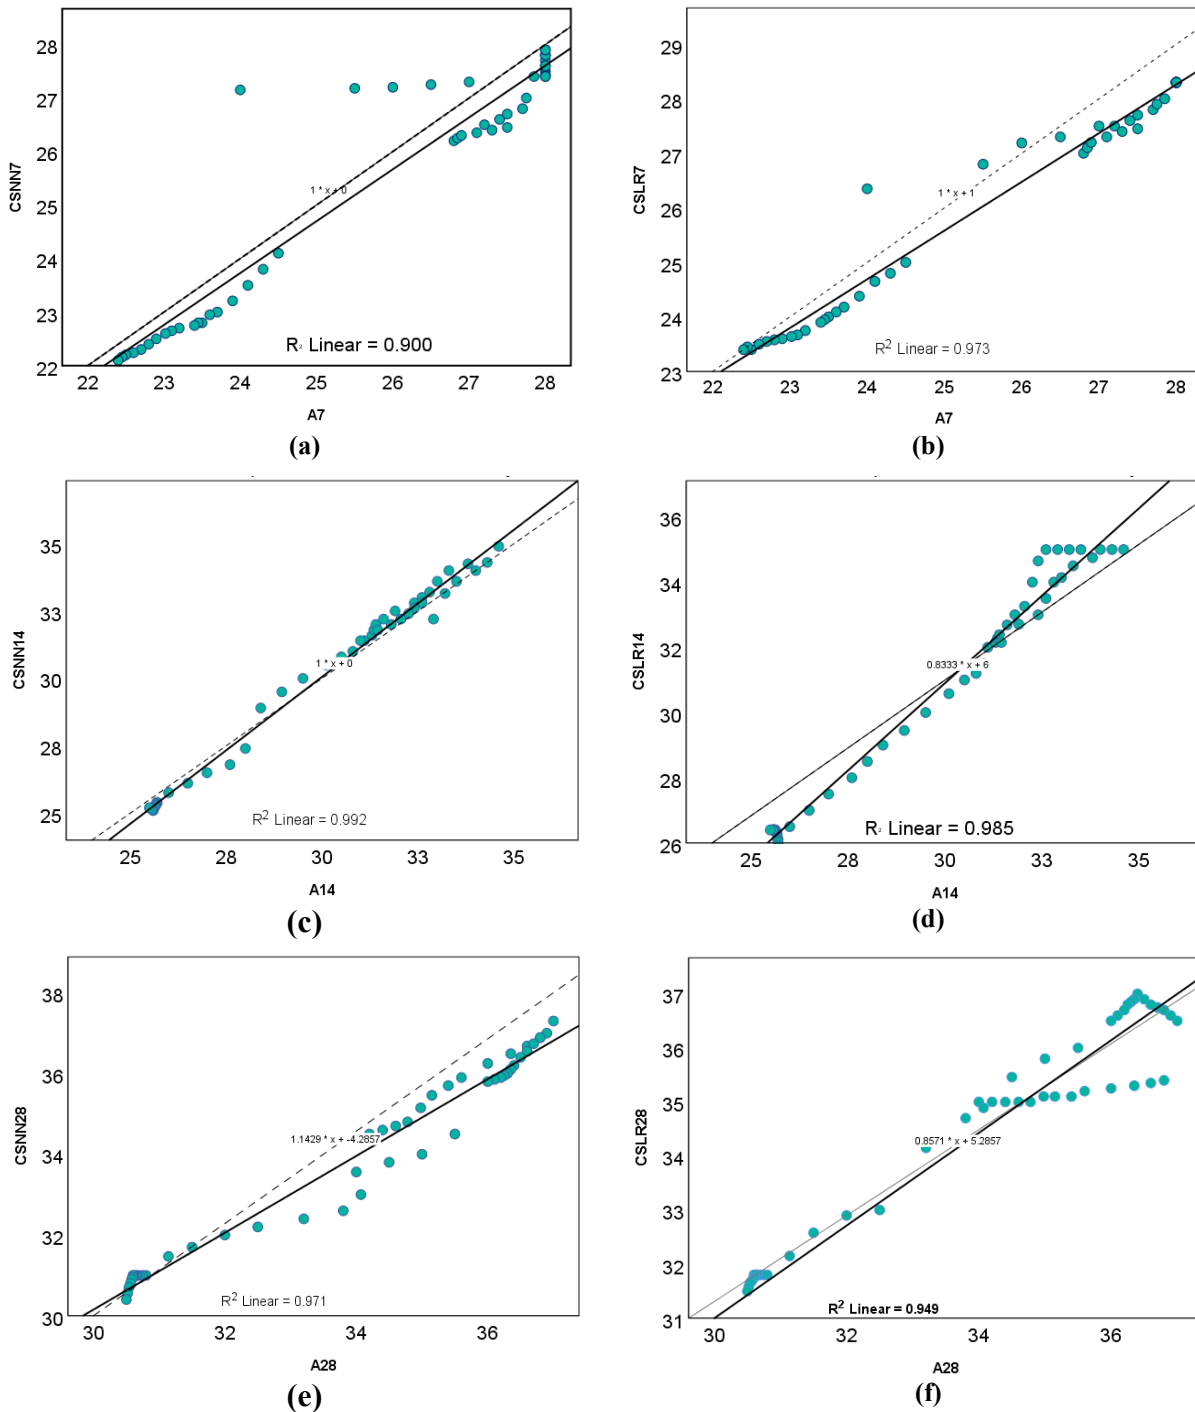 28
27
26
25
24
23
22
CSNN7
1 * x + 0
R2 Linear = 0.900
22 23 24 25 26 27 28
A7
(a)
29
28
27
26
25
24
23
CSLR7
1 * x + 1
R2 Linear = 0.973
22 23 24 25 26 27 28
A7
(b)
35
33
30
28
25
CSNN14
1 * x + 0
R2 Linear = 0.992
25 28 30 33 35
A14
(c)
36
34
32
30
28
26
CSLR14
0.8333 * x + 6
R2 Linear = 0.985
25 28 30 33 35
A14
(d)
38
36
34
32
30
CSNN28
1.1429 * x + -4.2857
R2 Linear = 0.971
30 32 34 36
A28
(e)
37
36
35
34
33
32
31
CSLR28
0.8571 * x + 5.2857
R2 Linear = 0.949
30 32 34 36
A28
(f)